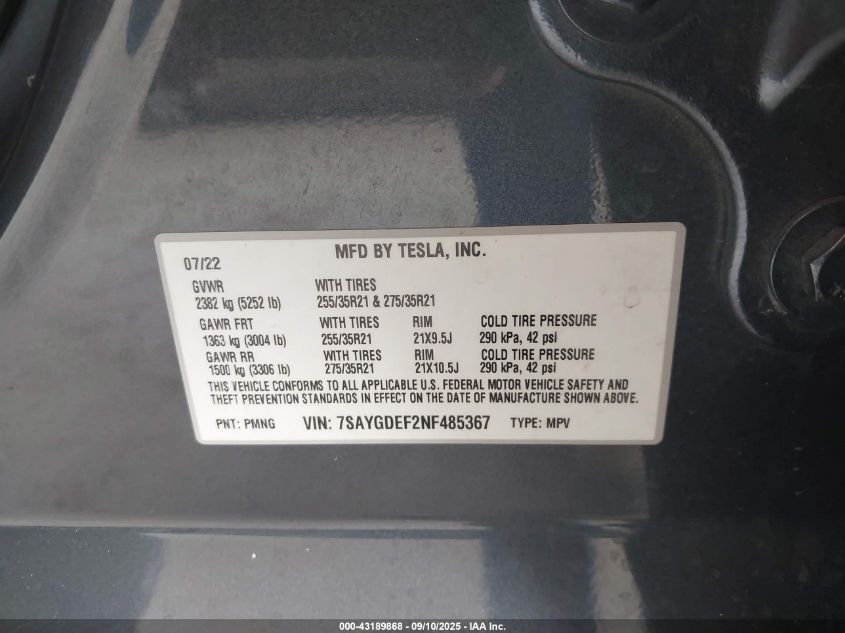 MFD BY TESLA, INC.
07/22
GVWR WITH TIRES
2382 kg (5252 lb) 255/35R21 & 275/35R21
GAWR FRT WITH TIRES RIM COLD TIRE PRESSURE
1363 kg (3004 lb) 255/35R21 21X9.5J 290 kPa, 42 psi
GAWR RR WITH TIRES RIM COLD TIRE PRESSURE
1500 kg (3306 lb) 275/35R21 21X10.5J 290 kPa, 42 psi
THIS VEHICLE CONFORMS TO ALL APPLICABLE U.S. FEDERAL MOTOR VEHICLE SAFETY AND
THEFT PREVENTION STANDARDS IN EFFECT ON THE DATE OF MANUFACTURE SHOWN ABOVE.
PNT: PMNG VIN: 7SAYGDEF2NF485367 TYPE: MPV
000-43189868 - 09/10/2025 - IAA Inc.